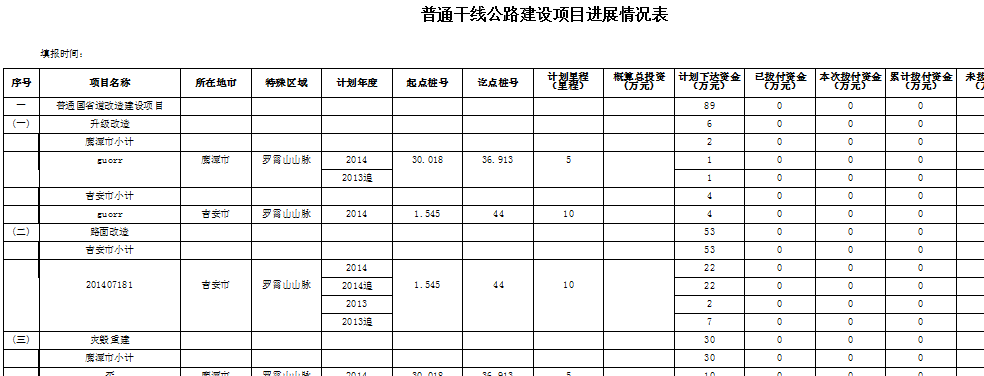 普通干线公路建设项目进展情况表
填报时间:
序号 项目名称 所在地市 特殊区域 计划年度 起点桩号 讫点桩号 计划里程(里程) 概算总投资(万元) 计划下达资金(万元) 已拨付资金(万元) 本次拨付资金(万元) 累计拨付资金(万元) 未拨
一 普通国省道改造建设项目 89 0 0 0
(一) 升级改造 6 0 0 0
鹰潭市小计 2 0 0 0
guorr 鹰潭市 罗霄山山脉 2014 30.018 36.913 5 1 0 0 0
2013追 1 0 0 0
吉安市小计 4 0 0 0
guorr 吉安市 罗霄山山脉 2014 1.545 44 10 4 0 0 0
(二) 路面改造 53 0 0 0
吉安市小计 53 0 0 0
2014 22 0 0 0
201407181 吉安市 罗霄山山脉 2014追 1.545 44 10 22 0 0 0
2013 2 0 0 0
2013追 7 0 0 0
(三) 灾毁重建 30 0 0 0
鹰潭市小计 30 0 0 0
鹰潭市 罗霄山山脉 2014 30.018 36.913 5 10 0 0 0